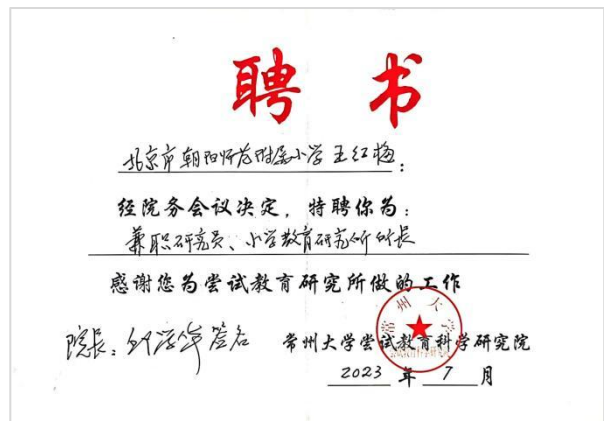 聘书
北京市朝阳师范附属小学 王红梅:
经院务会议决定，特聘你为:
兼职研究员、小学教育研究所 所长
感谢您为尝试教育研究所做的工作
院长: 签名
常州大学尝试教育科学研究院
2023 年 7 月
常州大学